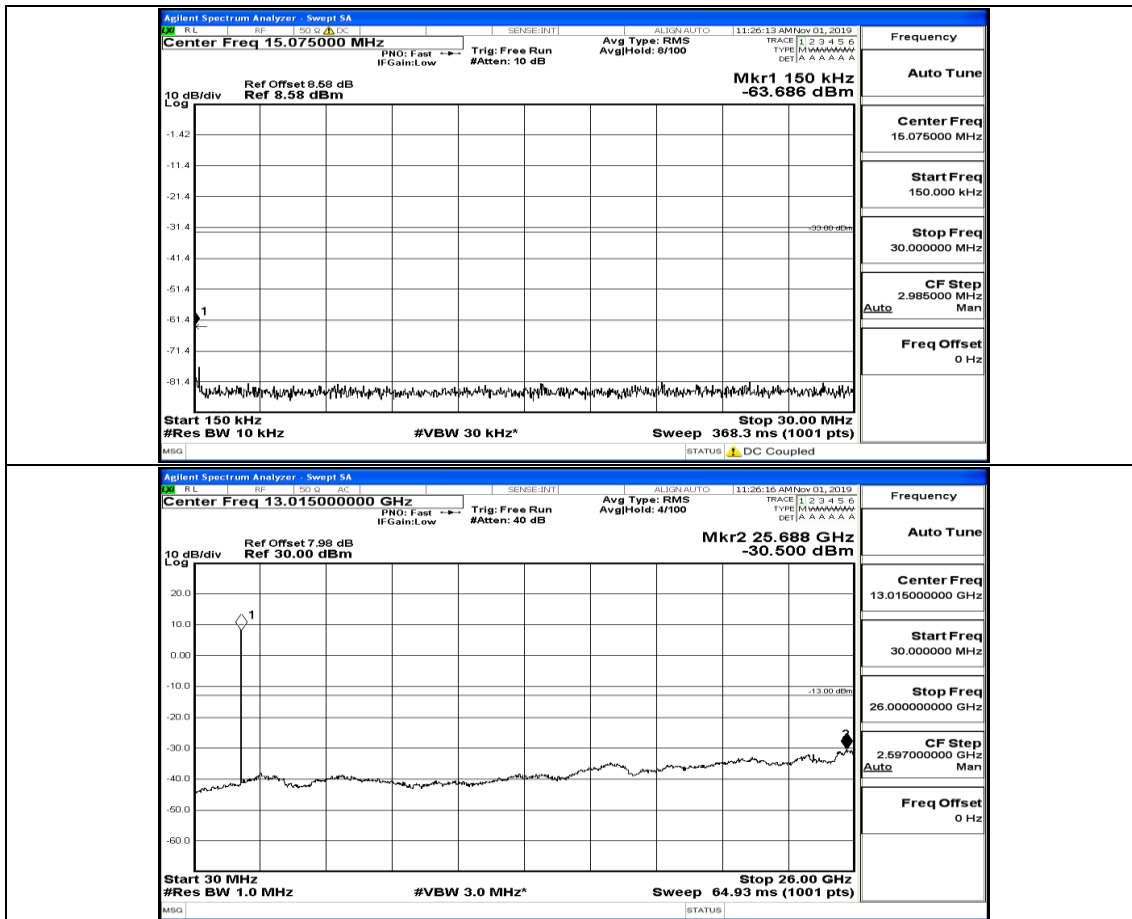 Agilent Spectrum Analyzer - Swept SA
LXI RL RF 50 Ω DC SENSE:INT ALIGN AUTO 11:26:13 AM Nov 01, 2019
Center Freq 15.075000 MHz
PNO: Fast
IFGain:Low
Trig: Free Run
#Atten: 10 dB
Avg Type: RMS
Avg|Hold: 8/100
TRACE 1 2 3 4 5 6
TYPE M W W W W W
DET A A A A A A
Mkr1 150 kHz
-63.686 dBm
Ref Offset 8.58 dB
10 dB/div Ref 8.58 dBm
Log
-1.42
-11.4
-21.4
-31.4
-33.00 dBm
-41.4
-51.4
1
-61.4
-71.4
-81.4
Start 150 kHz Stop 30.00 MHz
#Res BW 10 kHz #VBW 30 kHz* Sweep 368.3 ms (1001 pts)
MSG STATUS DC Coupled
Frequency
Auto Tune
Center Freq
15.075000 MHz
Start Freq
150.000 kHz
Stop Freq
30.000000 MHz
CF Step
2.985000 MHz
Auto Man
Freq Offset
0 Hz
Agilent Spectrum Analyzer - Swept SA
LXI RL RF 50 Ω AC SENSE:INT ALIGN AUTO 11:26:16 AM Nov 01, 2019
Center Freq 13.015000000 GHz
PNO: Fast
IFGain:Low
Trig: Free Run
#Atten: 40 dB
Avg Type: RMS
Avg|Hold: 4/100
TRACE 1 2 3 4 5 6
TYPE M W W W W W
DET A A A A A A
Mkr2 25.688 GHz
-30.500 dBm
Ref Offset 7.98 dB
10 dB/div Ref 30.00 dBm
Log
20.0
1
10.0
0.00
-10.0
-13.00 dBm
-20.0
2
-30.0
-40.0
-50.0
-60.0
Start 30 MHz Stop 26.00 GHz
#Res BW 1.0 MHz #VBW 3.0 MHz* Sweep 64.93 ms (1001 pts)
MSG STATUS
Frequency
Auto Tune
Center Freq
13.015000000 GHz
Start Freq
30.000000 MHz
Stop Freq
26.000000000 GHz
CF Step
2.597000000 GHz
Auto Man
Freq Offset
0 Hz